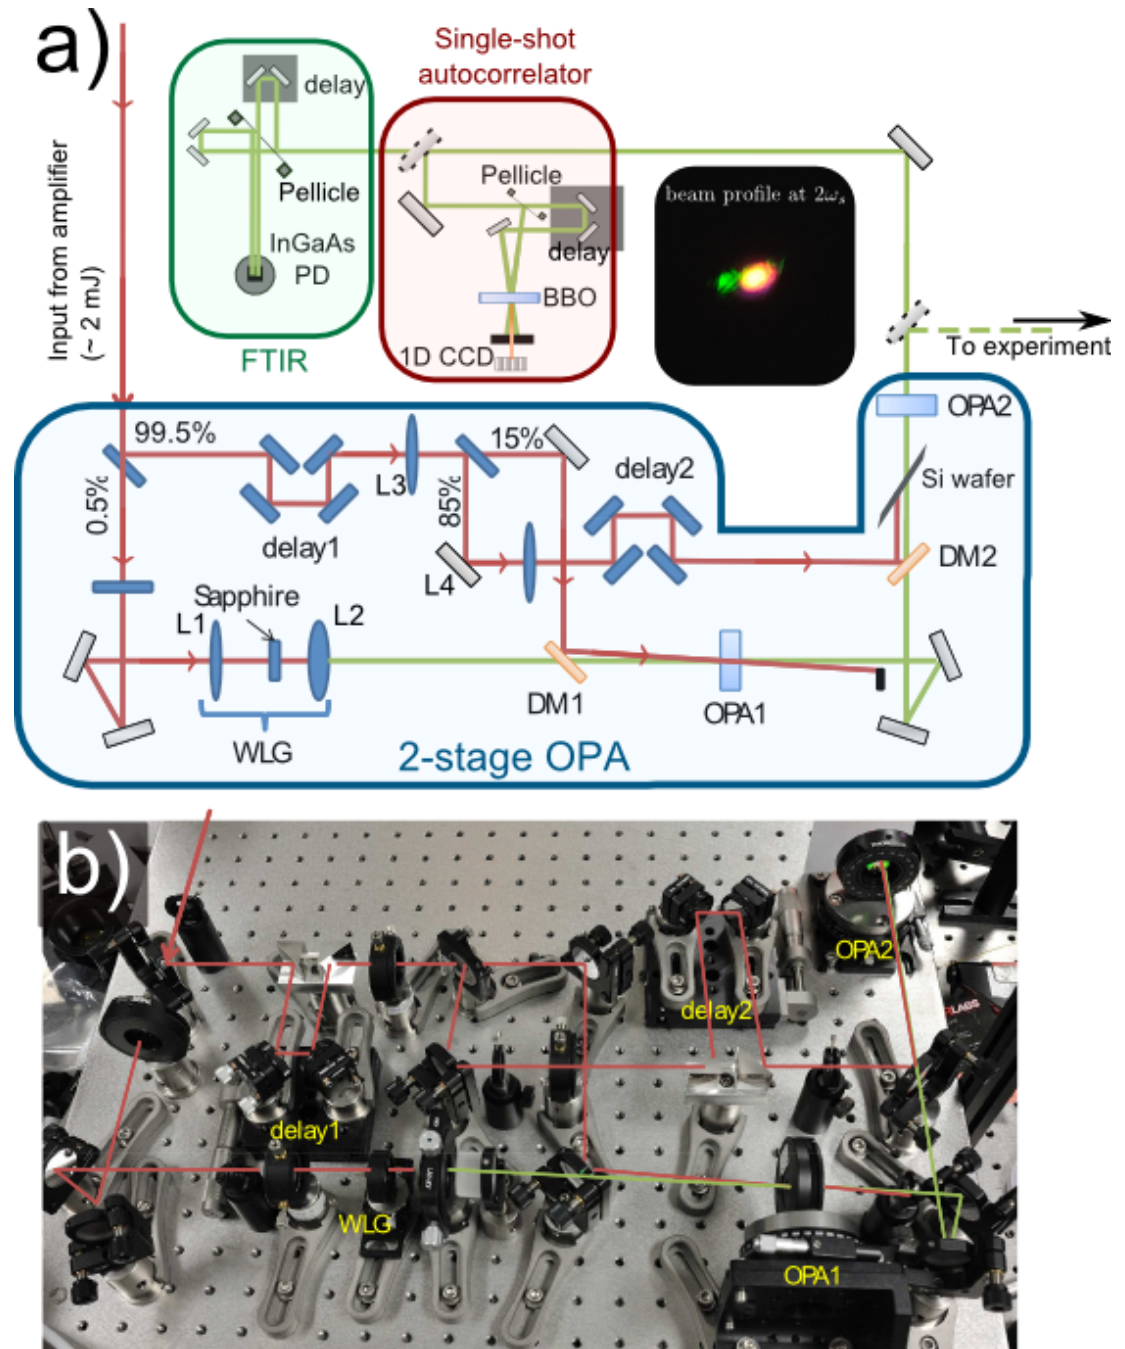 a)
Single-shot
autocorrelator
delay
Pellicle
Pellicle
InGaAs
PD
delay
BBO
1D CCD
FTIR
Input from amplifier
(~ 2 mJ)
beam profile at 2ωₛ
To experiment
OPA2
99.5%
15%
L3
delay2
Si wafer
0.5%
85%
delay1
DM2
L4
Sapphire
L1
L2
DM1
OPA1
WLG
2-stage OPA
b)
OPA2
delay2
delay1
WLG
OPA1